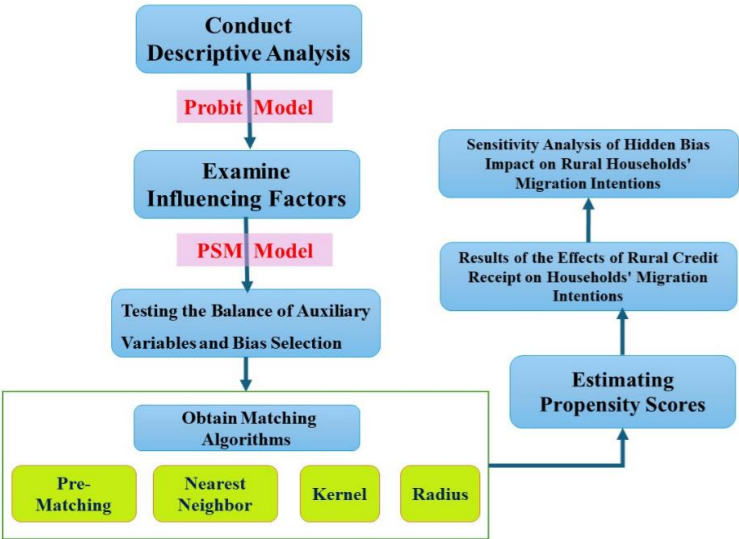 Conduct
Descriptive Analysis
Probit Model
Examine
Influencing Factors
PSM Model
Testing the Balance of Auxiliary
Variables and Bias Selection
Obtain Matching
Algorithms
Pre-
Matching
Nearest
Neighbor
Kernel
Radius
Estimating
Propensity Scores
Results of the Effects of Rural Credit
Receipt on Households' Migration
Intentions
Sensitivity Analysis of Hidden Bias
Impact on Rural Households'
Migration Intentions